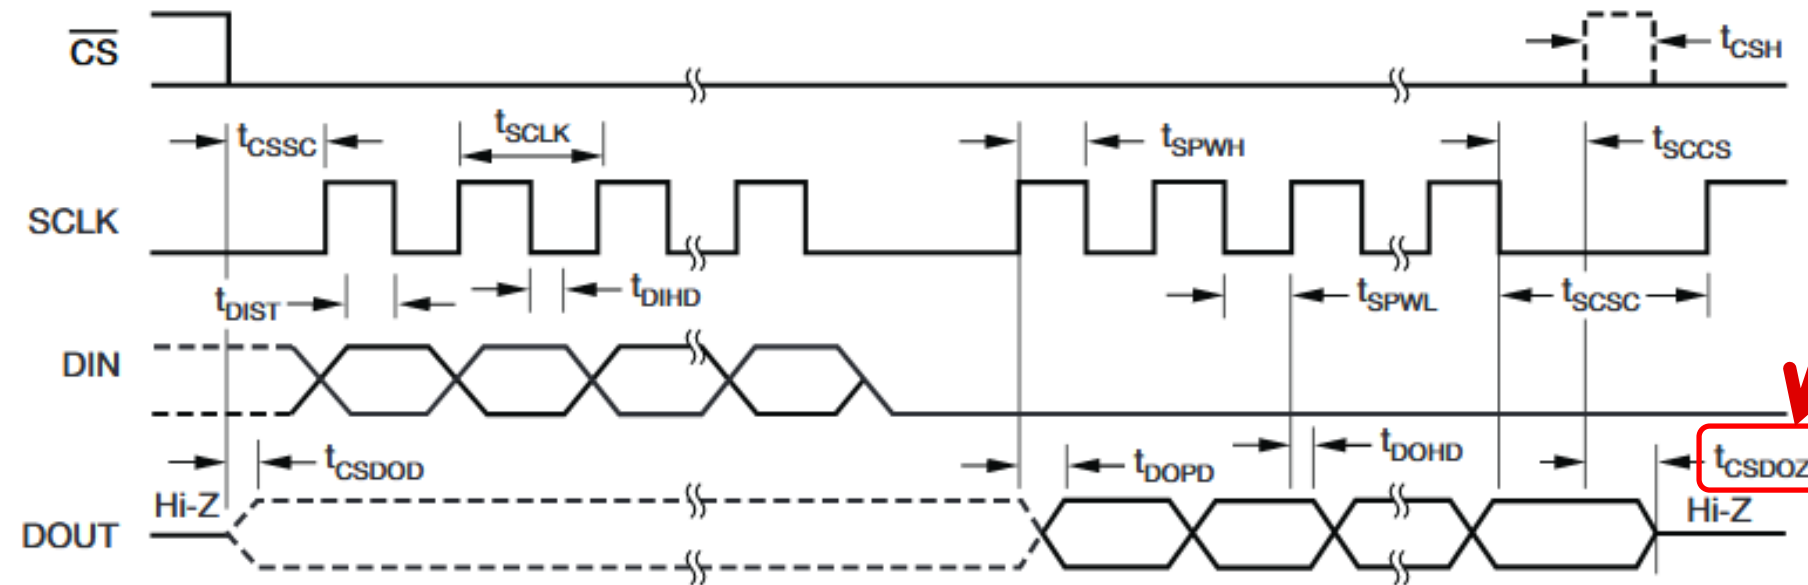 CS
tCSH
tCSSC
tSCLK
tSPWH
tSCCS
SCLK
tDIST
tDIHD
tSPWL
tSCSC
DIN
tCSDOD
tDOPD
tDOHD
tCSDOZ
Hi-Z
Hi-Z
DOUT